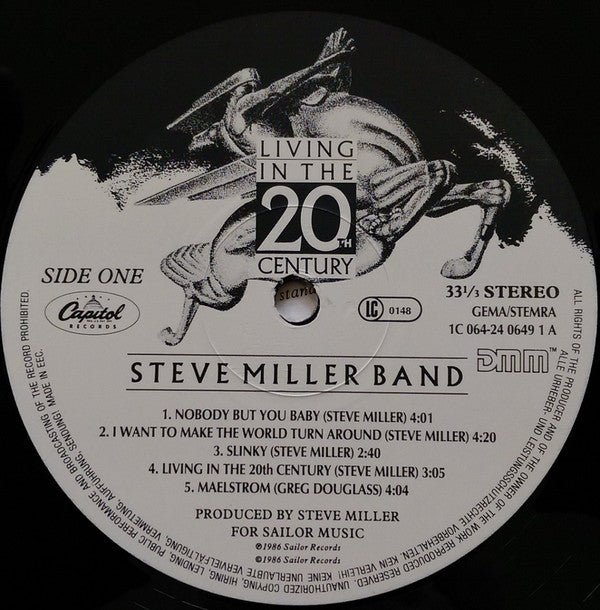 LIVING
IN THE
20TH
CENTURY
SIDE ONE
Capitol
RECORDS
LC 0148
33 1/3 STEREO
GEMA/STEMRA
1C 064-24 0649 1 A
DMM™
STEVE MILLER BAND
1. NOBODY BUT YOU BABY (STEVE MILLER) 4:01
2. I WANT TO MAKE THE WORLD TURN AROUND (STEVE MILLER) 4:20
3. SLINKY (STEVE MILLER) 2:40
4. LIVING IN THE 20th CENTURY (STEVE MILLER) 3:05
5. MAELSTROM (GREG DOUGLASS) 4:04
PRODUCED BY STEVE MILLER
FOR SAILOR MUSIC
℗1986 Sailor Records
©1986 Sailor Records
ALL RIGHTS OF THE PRODUCER AND OF THE OWNER OF THE WORK REPRODUCED RESERVED. UNAUTHORIZED COPYING, HIRING, LENDING, PUBLIC PERFORMANCE AND BROADCASTING OF THE RECORD PROHIBITED.
ALLE URHEBER- UND LEISTUNGSSCHUTZRECHTE VORBEHALTEN. KEIN VERLEIH! KEINE UNERLAUBTE VERVIELFÄLTIGUNG, VERMIETUNG, AUFFÜHRUNG, SENDUNG! MADE IN EEC.